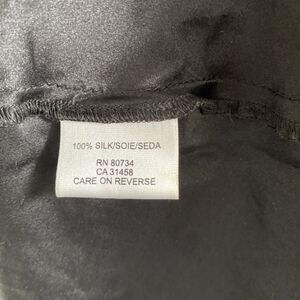 100% SILK/SOIE/SEDA
RN 80734
CA 31458
CARE ON REVERSE